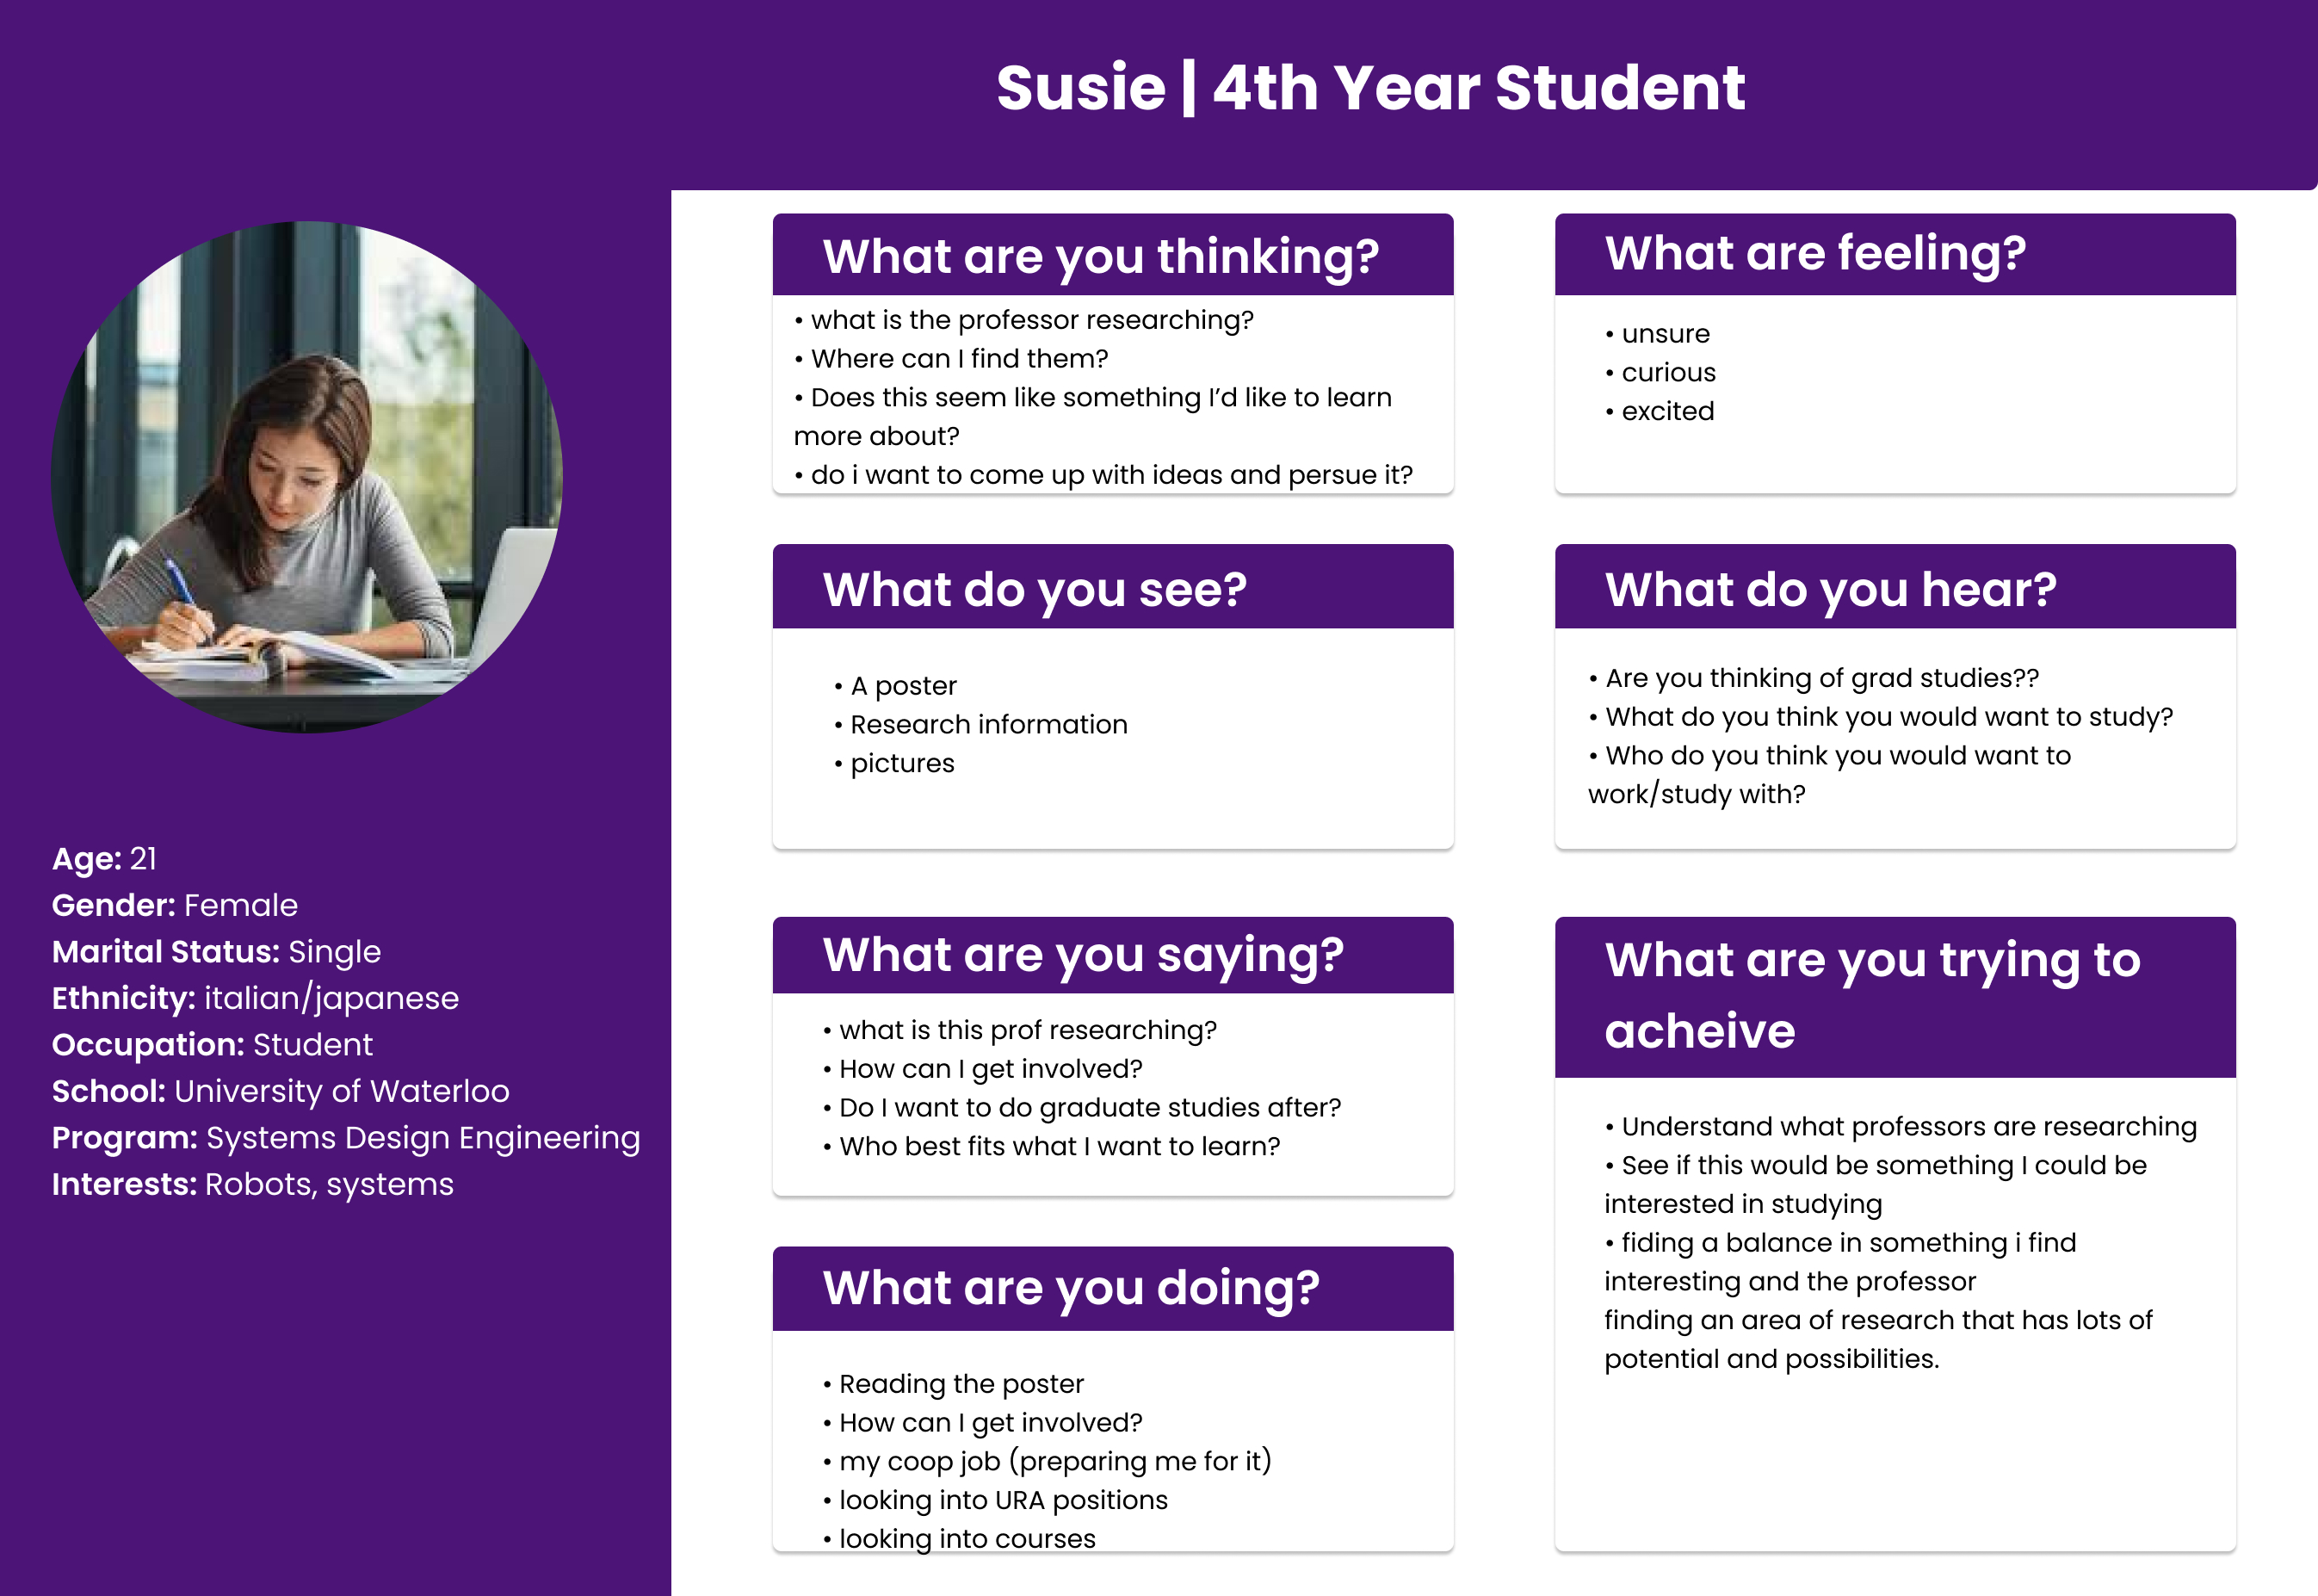 Susie | 4th Year Student
Age: 21
Gender: Female
Marital Status: Single
Ethnicity: italian/japanese
Occupation: Student
School: University of Waterloo
Program: Systems Design Engineering
Interests: Robots, systems
What are you thinking?
• what is the professor researching?
• Where can I find them?
• Does this seem like something I’d like to learn
more about?
• do i want to come up with ideas and persue it?
What are feeling?
• unsure
• curious
• excited
What do you see?
• A poster
• Research information
• pictures
What do you hear?
• Are you thinking of grad studies??
• What do you think you would want to study?
• Who do you think you would want to
work/study with?
What are you saying?
• what is this prof researching?
• How can I get involved?
• Do I want to do graduate studies after?
• Who best fits what I want to learn?
What are you trying to
acheive
• Understand what professors are researching
• See if this would be something I could be
interested in studying
• fiding a balance in something i find
interesting and the professor
finding an area of research that has lots of
potential and possibilities.
What are you doing?
• Reading the poster
• How can I get involved?
• my coop job (preparing me for it)
• looking into URA positions
• looking into courses